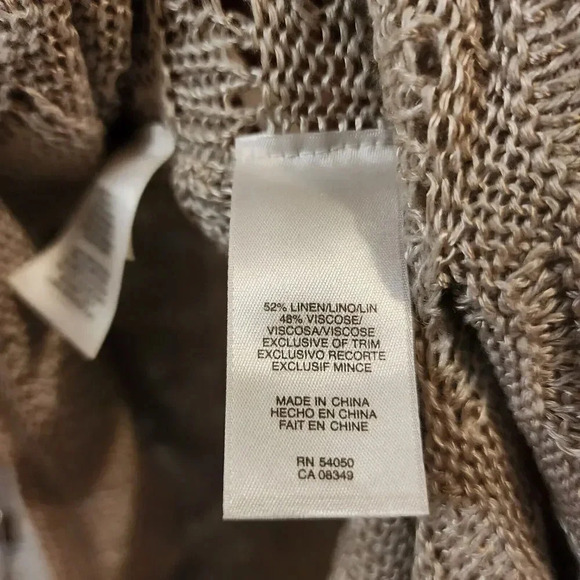 52% LINEN/LINO/LIN
48% VISCOSE/
VISCOSA/VISCOSE
EXCLUSIVE OF TRIM
EXCLUSIVO RECORTE
EXCLUSIF MINCE
MADE IN CHINA
HECHO EN CHINA
FAIT EN CHINE
RN 54050
CA 08349